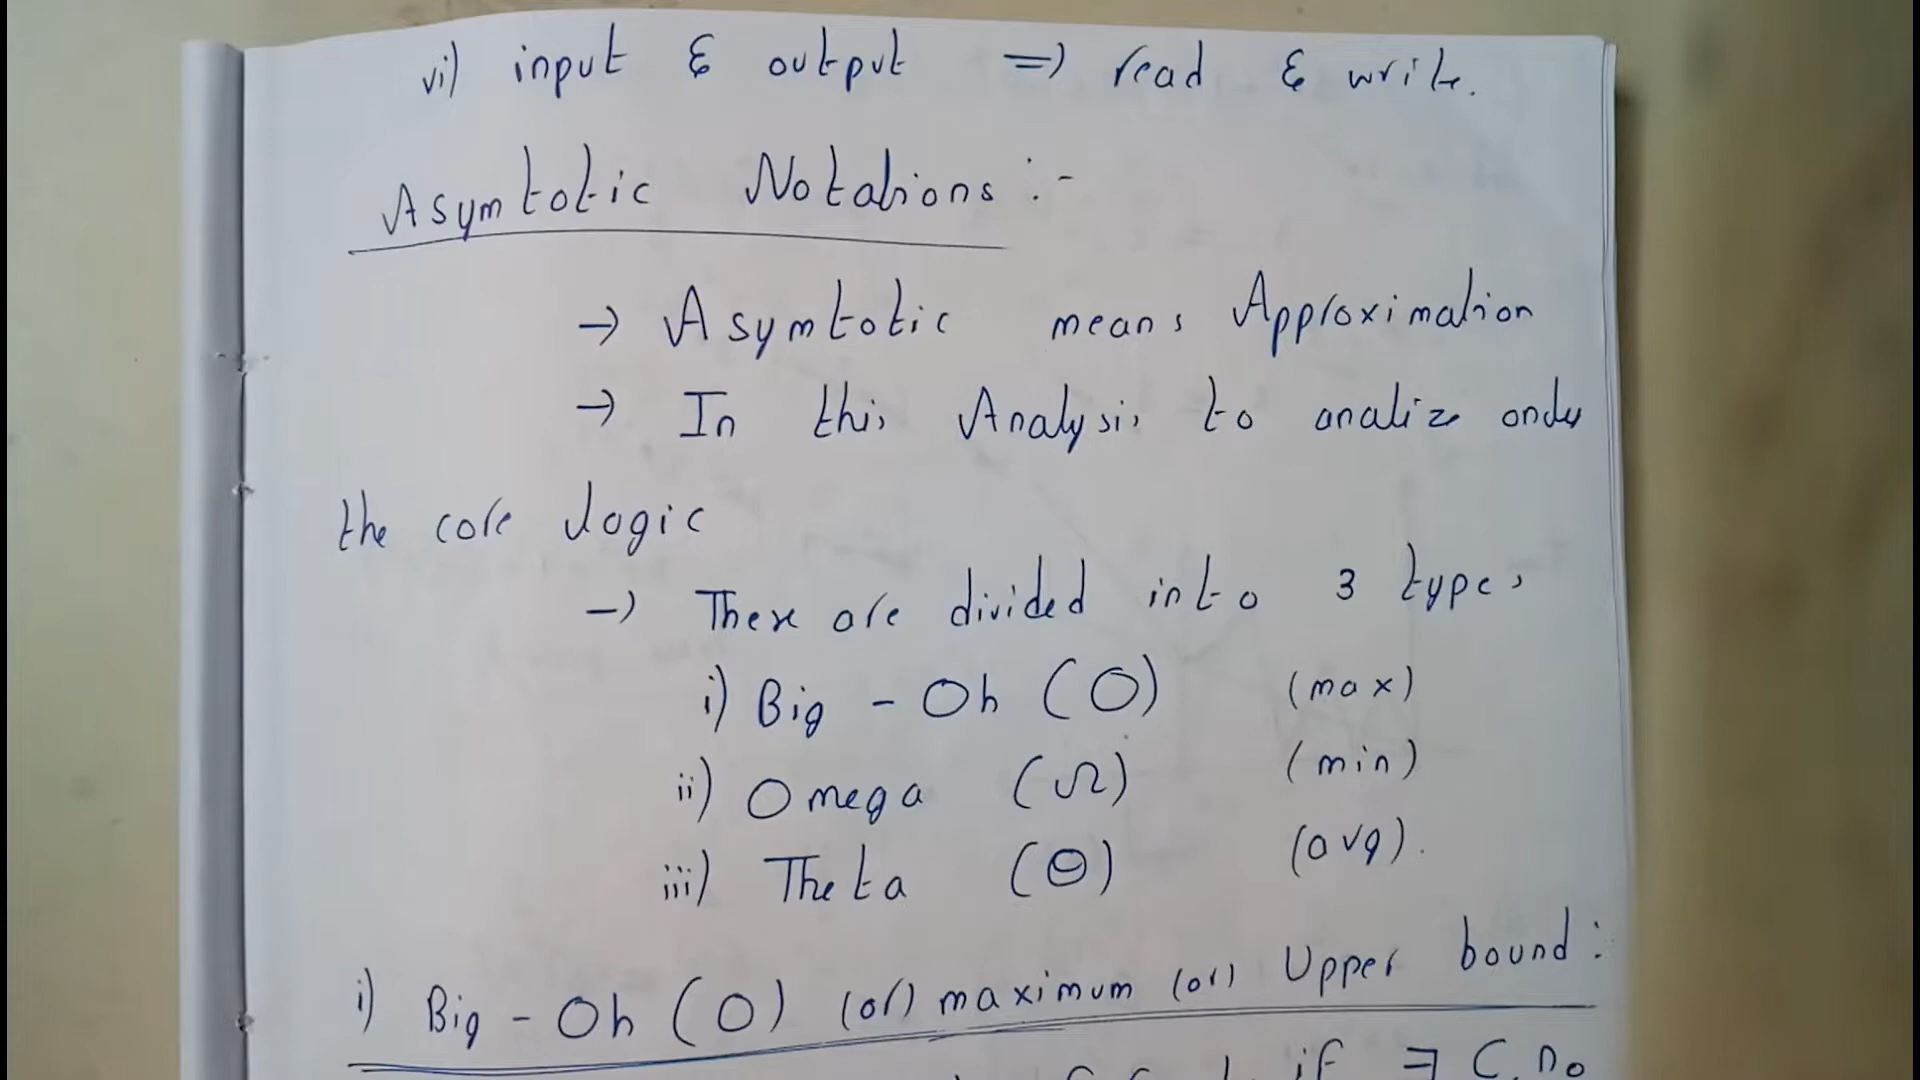 vi) input & output => read & write.
Asymtotic Notations :-
→ Asymtotic means Approximation
→ In this Analysis to analize only
the core logic
→ These are divided into 3 types
i) Big - Oh (O) (max)
ii) Omega (Ω) (min)
iii) Theta (Θ) (avg).
i) Big - Oh (O) (or) maximum (or) Upper bound :
if ∃ C, n₀